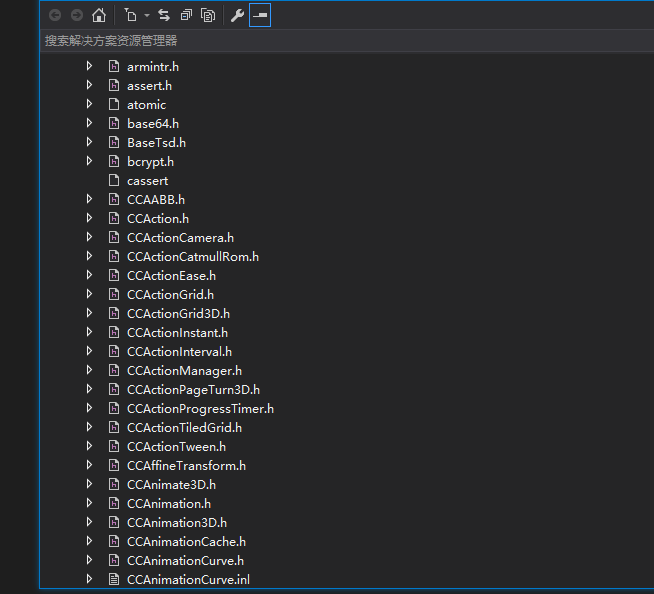 搜索解决方案资源管理器
armintr.h
assert.h
atomic
base64.h
BaseTsd.h
bcrypt.h
cassert
CCAABB.h
CCAction.h
CCActionCamera.h
CCActionCatmullRom.h
CCActionEase.h
CCActionGrid.h
CCActionGrid3D.h
CCActionInstant.h
CCActionInterval.h
CCActionManager.h
CCActionPageTurn3D.h
CCActionProgressTimer.h
CCActionTiledGrid.h
CCActionTween.h
CCAffineTransform.h
CCAnimate3D.h
CCAnimation.h
CCAnimation3D.h
CCAnimationCache.h
CCAnimationCurve.h
CCAnimationCurve.inl